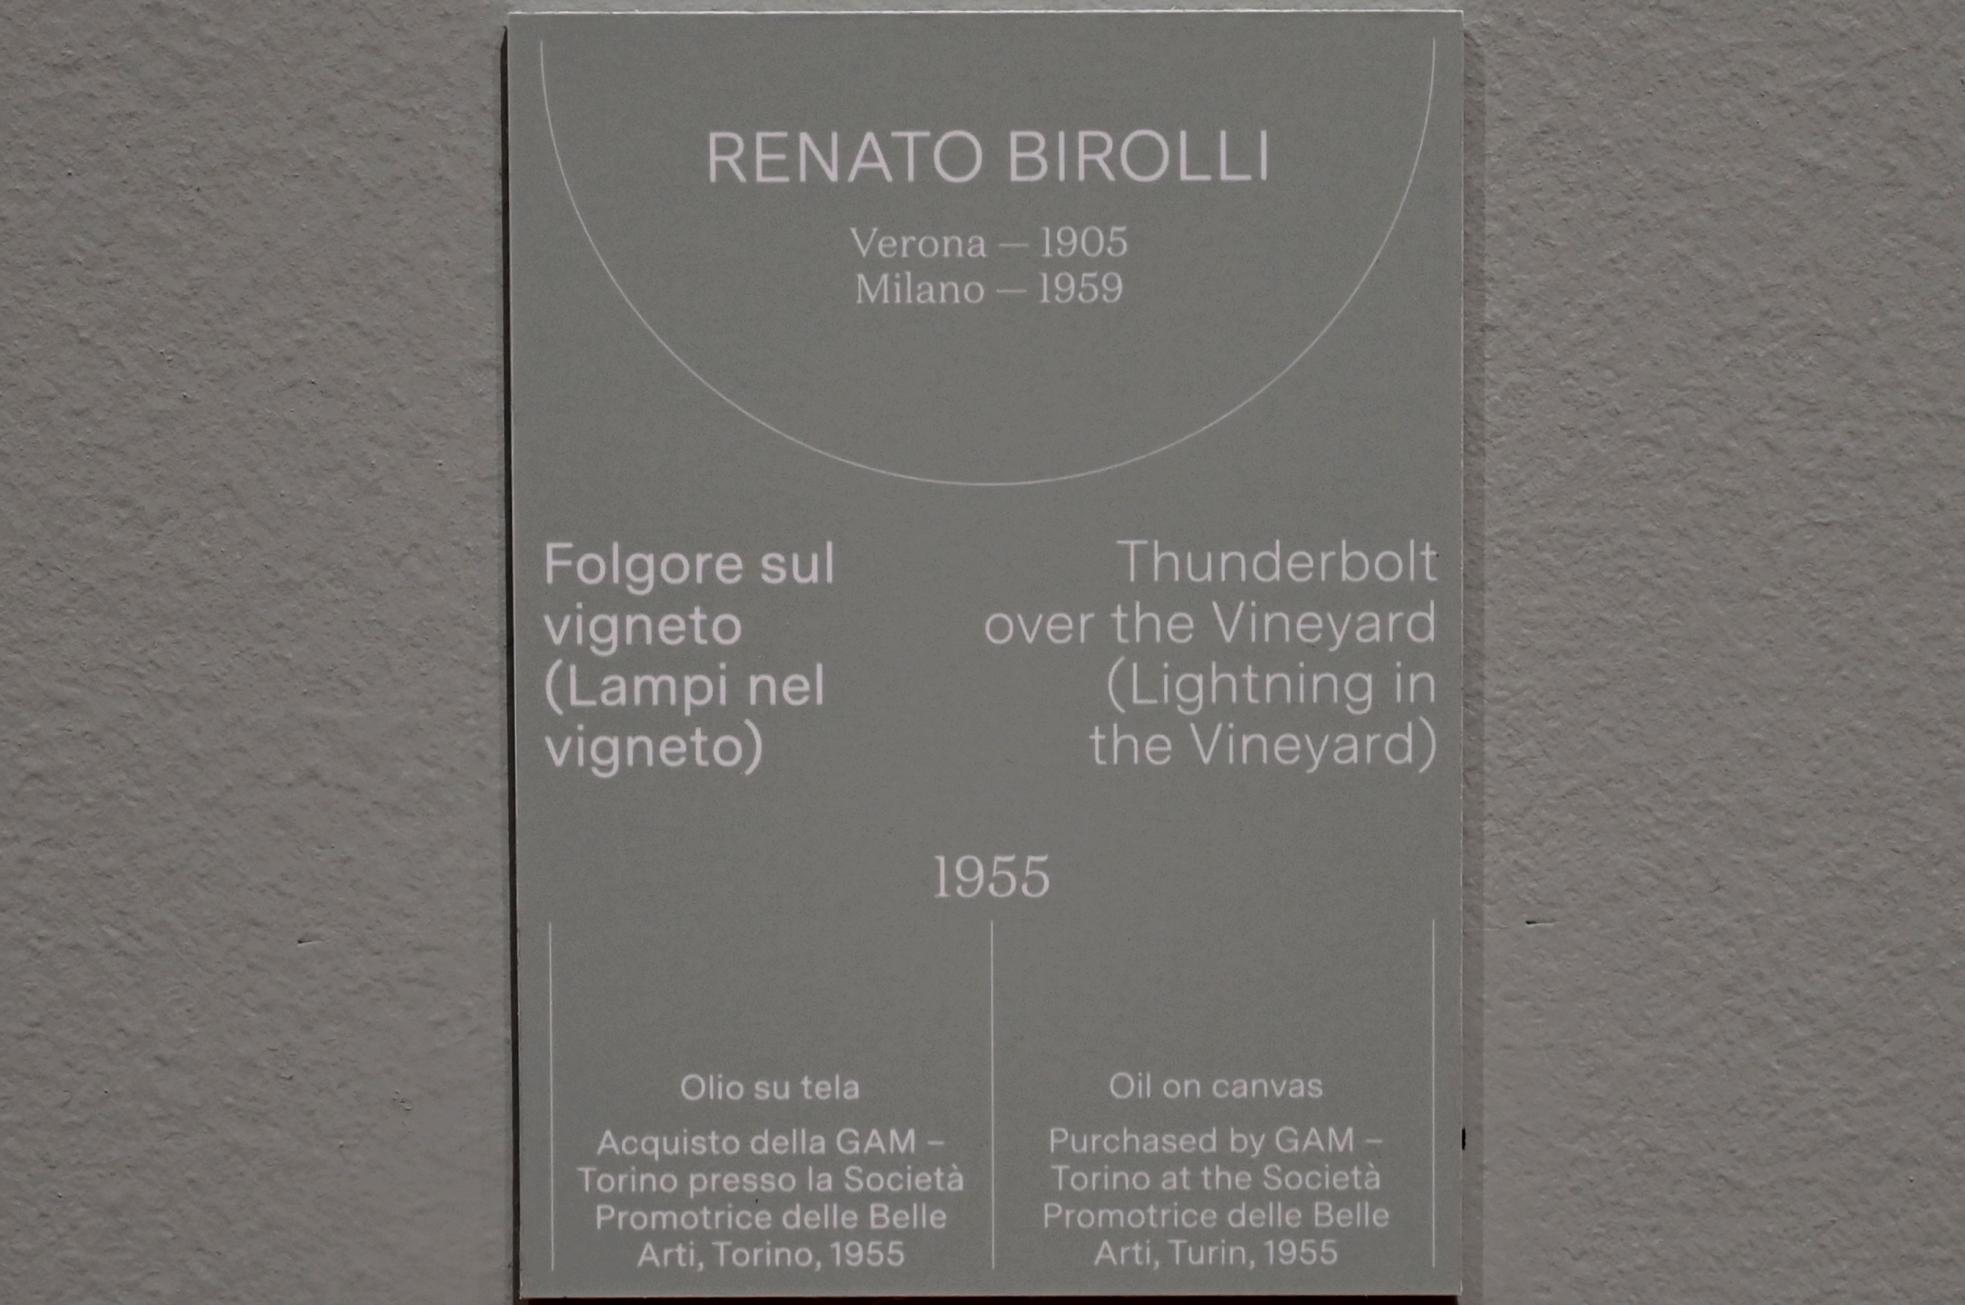 RENATO BIROLLI
Verona — 1905
Milano — 1959
Folgore sul
vigneto
(Lampi nel
vigneto)
Thunderbolt
over the Vineyard
(Lightning in
the Vineyard)
1955
Olio su tela
Acquisto della GAM –
Torino presso la Società
Promotrice delle Belle
Arti, Torino, 1955
Oil on canvas
Purchased by GAM –
Torino at the Società
Promotrice delle Belle
Arti, Turin, 1955